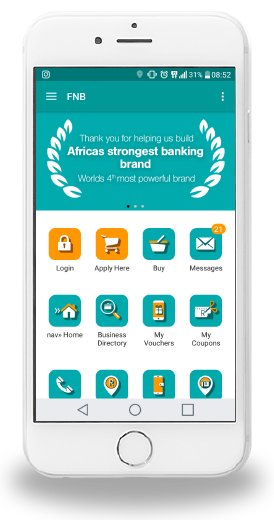 31% 08:52
FNB
Thank you for helping us build
Africas strongest banking
brand
Worlds 4th most powerful brand
21
Login Apply Here Buy Messages
nav» Home Business My My
Directory Vouchers Coupons